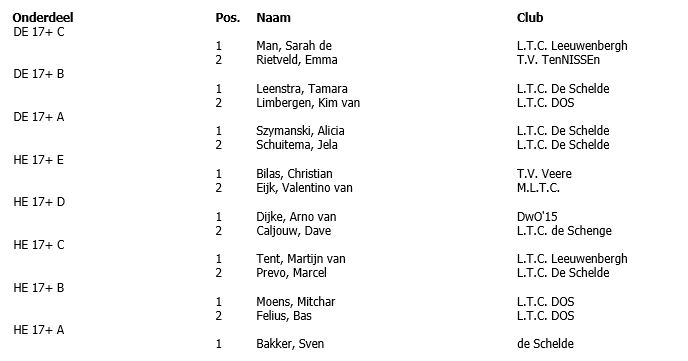 Onderdeel Pos. Naam Club
DE 17+ C
1 Man, Sarah de L.T.C. Leeuwenbergh
2 Rietveld, Emma T.V. TenNISSEn
DE 17+ B
1 Leenstra, Tamara L.T.C. De Schelde
2 Limbergen, Kim van L.T.C. DOS
DE 17+ A
1 Szymanski, Alicia L.T.C. De Schelde
2 Schuitema, Jela L.T.C. De Schelde
HE 17+ E
1 Bilas, Christian T.V. Veere
2 Eijk, Valentino van M.L.T.C.
HE 17+ D
1 Dijke, Arno van DwO'15
2 Caljouw, Dave L.T.C. de Schenge
HE 17+ C
1 Tent, Martijn van L.T.C. Leeuwenbergh
2 Prevo, Marcel L.T.C. De Schelde
HE 17+ B
1 Moens, Mitchar L.T.C. DOS
2 Felius, Bas L.T.C. DOS
HE 17+ A
1 Bakker, Sven de Schelde